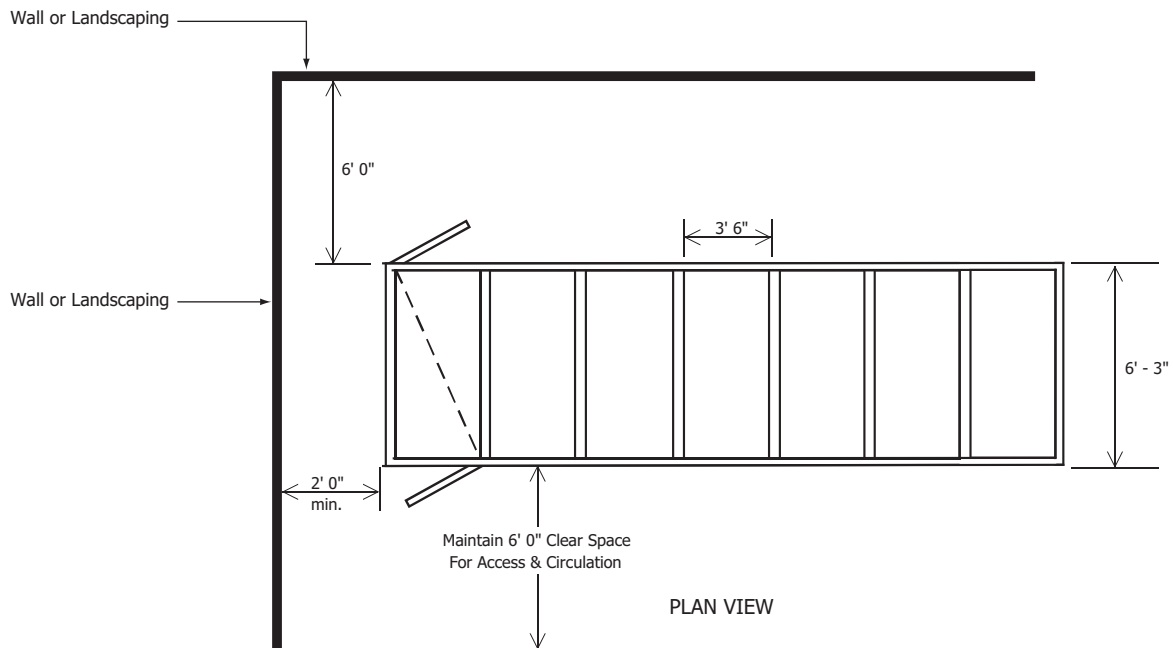 Wall or Landscaping
6' 0"
3' 6"
Wall or Landscaping
6' - 3"
2' 0"
min.
Maintain 6' 0" Clear Space
For Access & Circulation
PLAN VIEW